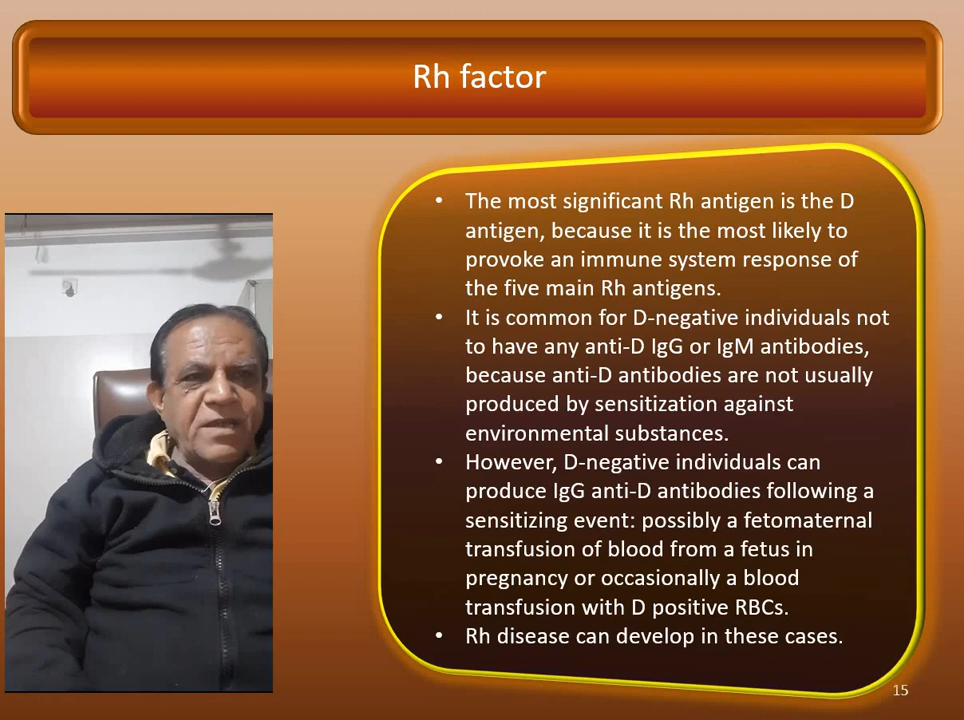 Rh factor
• The most significant Rh antigen is the D
antigen, because it is the most likely to
provoke an immune system response of
the five main Rh antigens.
• It is common for D-negative individuals not
to have any anti-D IgG or IgM antibodies,
because anti-D antibodies are not usually
produced by sensitization against
environmental substances.
• However, D-negative individuals can
produce IgG anti-D antibodies following a
sensitizing event: possibly a fetomaternal
transfusion of blood from a fetus in
pregnancy or occasionally a blood
transfusion with D positive RBCs.
• Rh disease can develop in these cases.
15